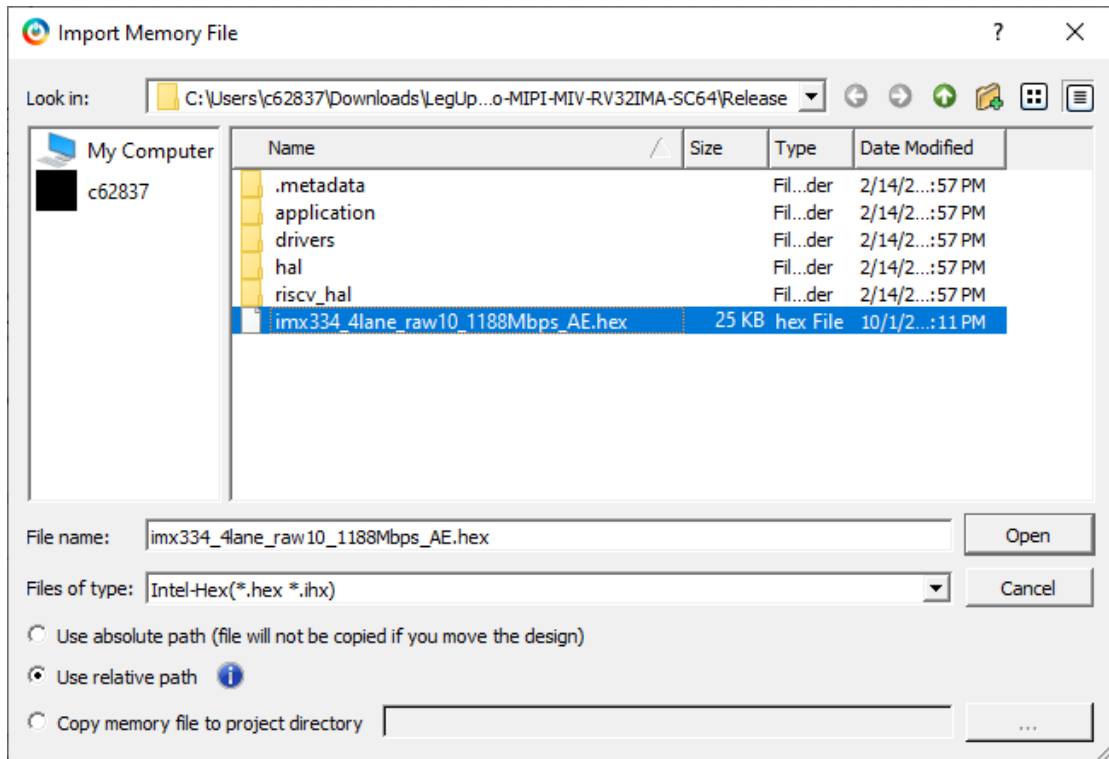 Import Memory File ? ×
Look in: C:\Users\c62837\Downloads\LegUp...o-MIPI-MIV-RV32IMA-SC64\Release
My Computer
c62837
Name Size Type Date Modified
.metadata Fil...der 2/14/2...:57 PM
application Fil...der 2/14/2...:57 PM
drivers Fil...der 2/14/2...:57 PM
hal Fil...der 2/14/2...:57 PM
riscv_hal Fil...der 2/14/2...:57 PM
imx334_4lane_raw10_1188Mbps_AE.hex 25 KB hex File 10/1/2...:11 PM
File name: imx334_4lane_raw10_1188Mbps_AE.hex Open
Files of type: Intel-Hex(*.hex *.ihx) Cancel
Use absolute path (file will not be copied if you move the design)
Use relative path i
Copy memory file to project directory ...